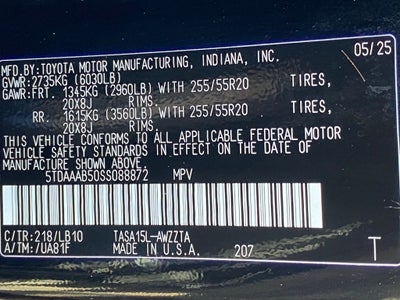 MFD.BY:TOYOTA MOTOR MANUFACTURING, INDIANA, INC. 05/25
GVWR:2735KG (6030LB)
GAWR:FRT. 1345KG (2960LB) WITH 255/55R20 TIRES,
20X8J RIMS.
RR. 1615KG (3560LB) WITH 255/55R20 TIRES,
20X8J RIMS.
THIS VEHICLE CONFORMS TO ALL APPLICABLE FEDERAL MOTOR
VEHICLE SAFETY STANDARDS IN EFFECT ON THE DATE OF
MANUFACTURE SHOWN ABOVE.
5TDAAAB50SS088872 MPV
C/TR:218/LB10 TASA15L-AWZZTA
A/TM:/UA81F MADE IN U.S.A. 207 T